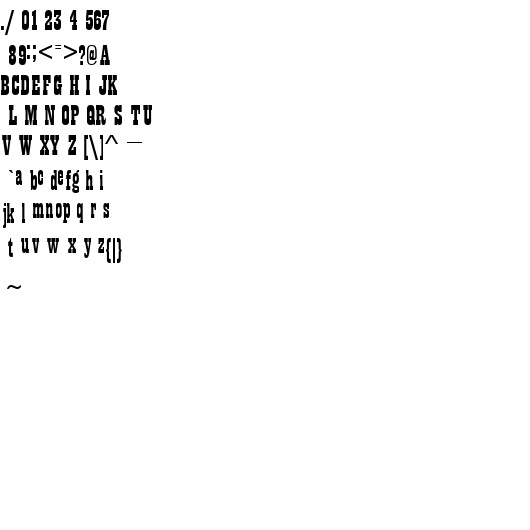 ./ 01 23 4 567
89:;<=>?@A
BCDEFG H I JK
L M N OP QR S TU
V W XY Z [\]^ _
`a bc defg h i
jk l mnop q r s
t uv w x y z{|}
~